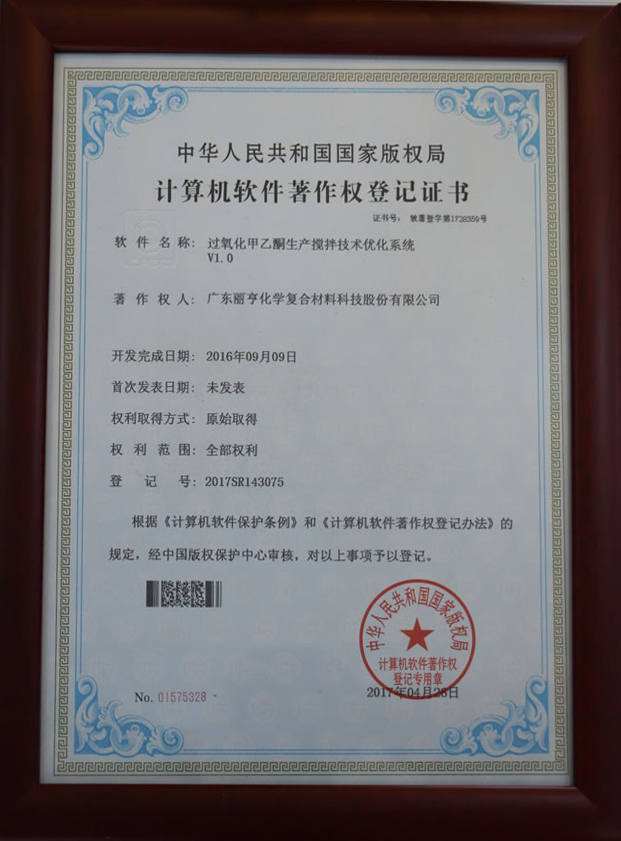 中华人民共和国国家版权局
计算机软件著作权登记证书
证书号： 软著登字第1728359号
软件名称： 过氧化甲乙酮生产搅拌技术优化系统
V1.0
著作权人： 广东丽亨化学复合材料科技股份有限公司
开发完成日期： 2016年09月09日
首次发表日期： 未发表
权利取得方式： 原始取得
权利范围： 全部权利
登记号： 2017SR143075
根据《计算机软件保护条例》和《计算机软件著作权登记办法》的
规定，经中国版权保护中心审核，对以上事项予以登记。
中华人民共和国国家版权局
计算机软件著作权
登记专用章
No. 01575328
2017年04月26日